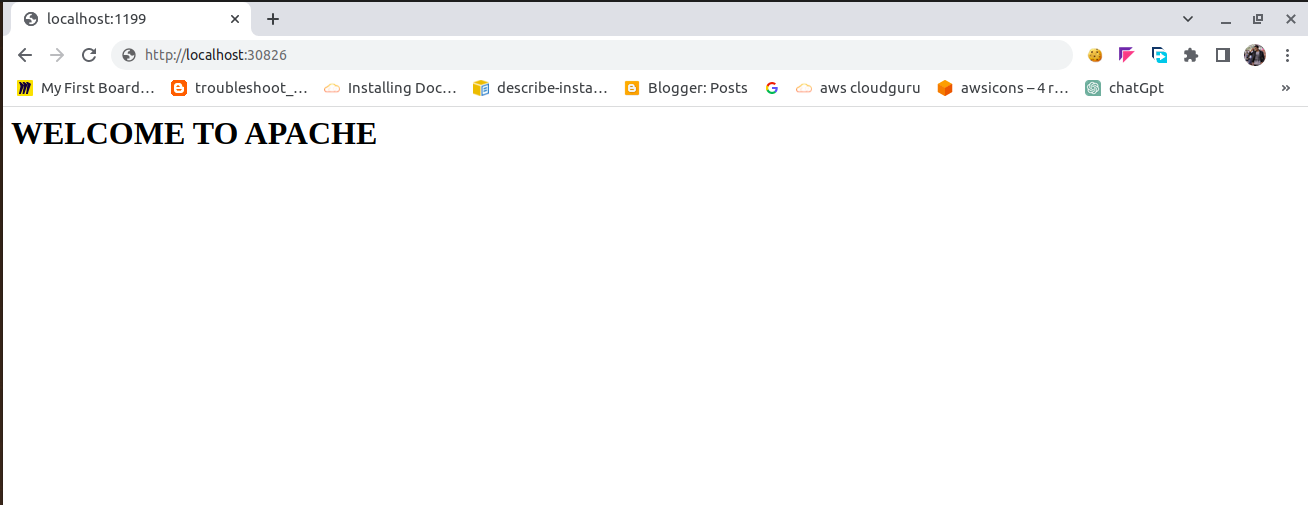 localhost:1199
http://localhost:30826
My First Board… troubleshoot_… Installing Doc… describe-insta… Blogger: Posts aws cloudguru awsicons – 4 r… chatGpt »
WELCOME TO APACHE